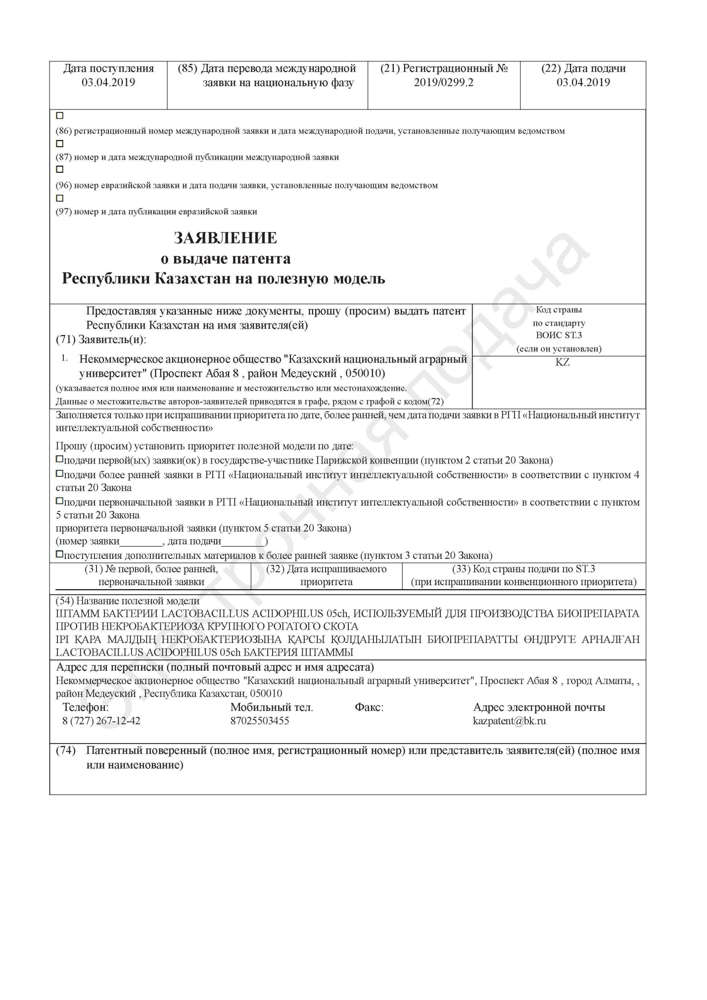 Дата поступления
03.04.2019
(85) Дата перевода международной
заявки на национальную фазу
(21) Регистрационный №
2019/0299.2
(22) Дата подачи
03.04.2019
(86) регистрационный номер международной заявки и дата международной подачи, установленные получающим ведомством
(87) номер и дата международной публикации международной заявки
(96) номер евразийской заявки и дата подачи заявки, установленные получающим ведомством
(97) номер и дата публикации евразийской заявки
ЗАЯВЛЕНИЕ
о выдаче патента
Республики Казахстан на полезную модель
Предоставляя указанные ниже документы, прошу (просим) выдать патент
Республики Казахстан на имя заявителя(ей)
(71) Заявитель(и):
1. Некоммерческое акционерное общество "Казахский национальный аграрный
университет" (Проспект Абая 8 , район Медеуский , 050010)
(указывается полное имя или наименование и местожительство или местонахождение.
Данные о местожительстве авторов-заявителей приводятся в графе, рядом с графой с кодом(72)
Код страны
по стандарту
ВОИС ST.3
(если он установлен)
KZ
Заполняется только при испрашивании приоритета по дате, более ранней, чем дата подачи заявки в РГП «Национальный институт
интеллектуальной собственности»
Прошу (просим) установить приоритет полезной модели по дате:
подачи первой(ых) заявки(ок) в государстве-участнике Парижской конвенции (пунктом 2 статьи 20 Закона)
подачи более ранней заявки в РГП «Национальный институт интеллектуальной собственности» в соответствии с пунктом 4
статьи 20 Закона
подачи первоначальной заявки в РГП «Национальный институт интеллектуальной собственности» в соответствии с пунктом
5 статьи 20 Закона
приоритета первоначальной заявки (пунктом 5 статьи 20 Закона)
(номер заявки________, дата подачи________)
поступления дополнительных материалов к более ранней заявке (пунктом 3 статьи 20 Закона)
(31) № первой, более ранней,
первоначальной заявки
(32) Дата испрашиваемого
приоритета
(33) Код страны подачи по ST.3
(при испрашивании конвенционного приоритета)
(54) Название полезной модели
ШТАММ БАКТЕРИИ LACTOBACILLUS ACIDOPHILUS 05ch, ИСПОЛЬЗУЕМЫЙ ДЛЯ ПРОИЗВОДСТВА БИОПРЕПАРАТА
ПРОТИВ НЕКРОБАКТЕРИОЗА КРУПНОГО РОГАТОГО СКОТА
ІРІ ҚАРА МАЛДЫҢ НЕКРОБАКТЕРИОЗЫНА ҚАРСЫ ҚОЛДАНЫЛАТЫН БИОПРЕПАРАТТЫ ӨНДІРУГЕ АРНАЛҒАН
LACTOBACILLUS ACIDOPHILUS 05ch БАКТЕРИЯ ШТАММЫ
Адрес для переписки (полный почтовый адрес и имя адресата)
Некоммерческое акционерное общество "Казахский национальный аграрный университет", Проспект Абая 8 , город Алматы, ,
район Медеуский , Республика Казахстан, 050010
Телефон: Мобильный тел. Факс: Адрес электронной почты
8 (727) 267-12-42 87025503455 kazpatent@bk.ru
(74) Патентный поверенный (полное имя, регистрационный номер) или представитель заявителя(ей) (полное имя
или наименование)
Электронная подача